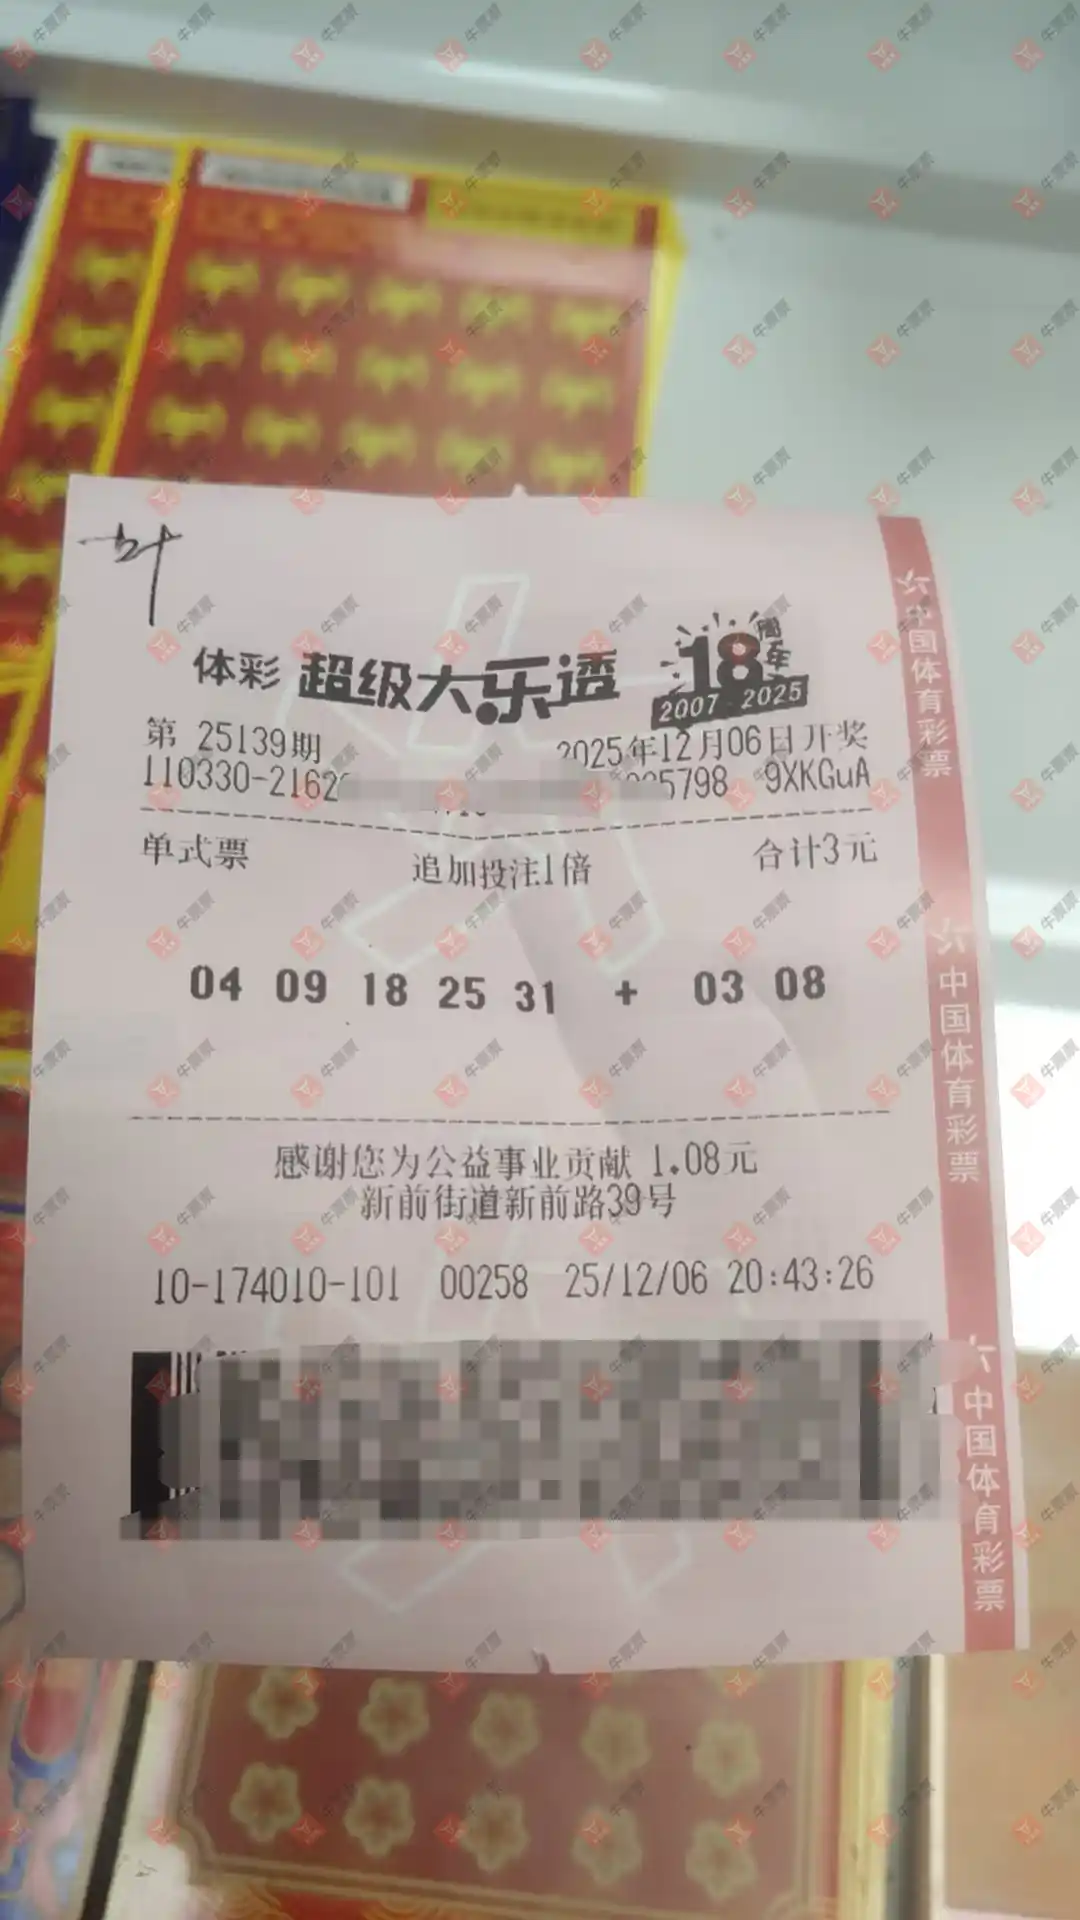 体彩 超级大乐透 18周年 2007-2025
第 25139期 2025年12月06日开奖
110330-2162 5798 9XKGuA
单式票 追加投注1倍 合计3元
04 09 18 25 31 + 03 08
感谢您为公益事业贡献 1.08元
新前街道新前路39号
10-174010-101 00258 25/12/06 20:43:26
中国体育彩票
中国体育彩票
中国体育彩票
牛票票